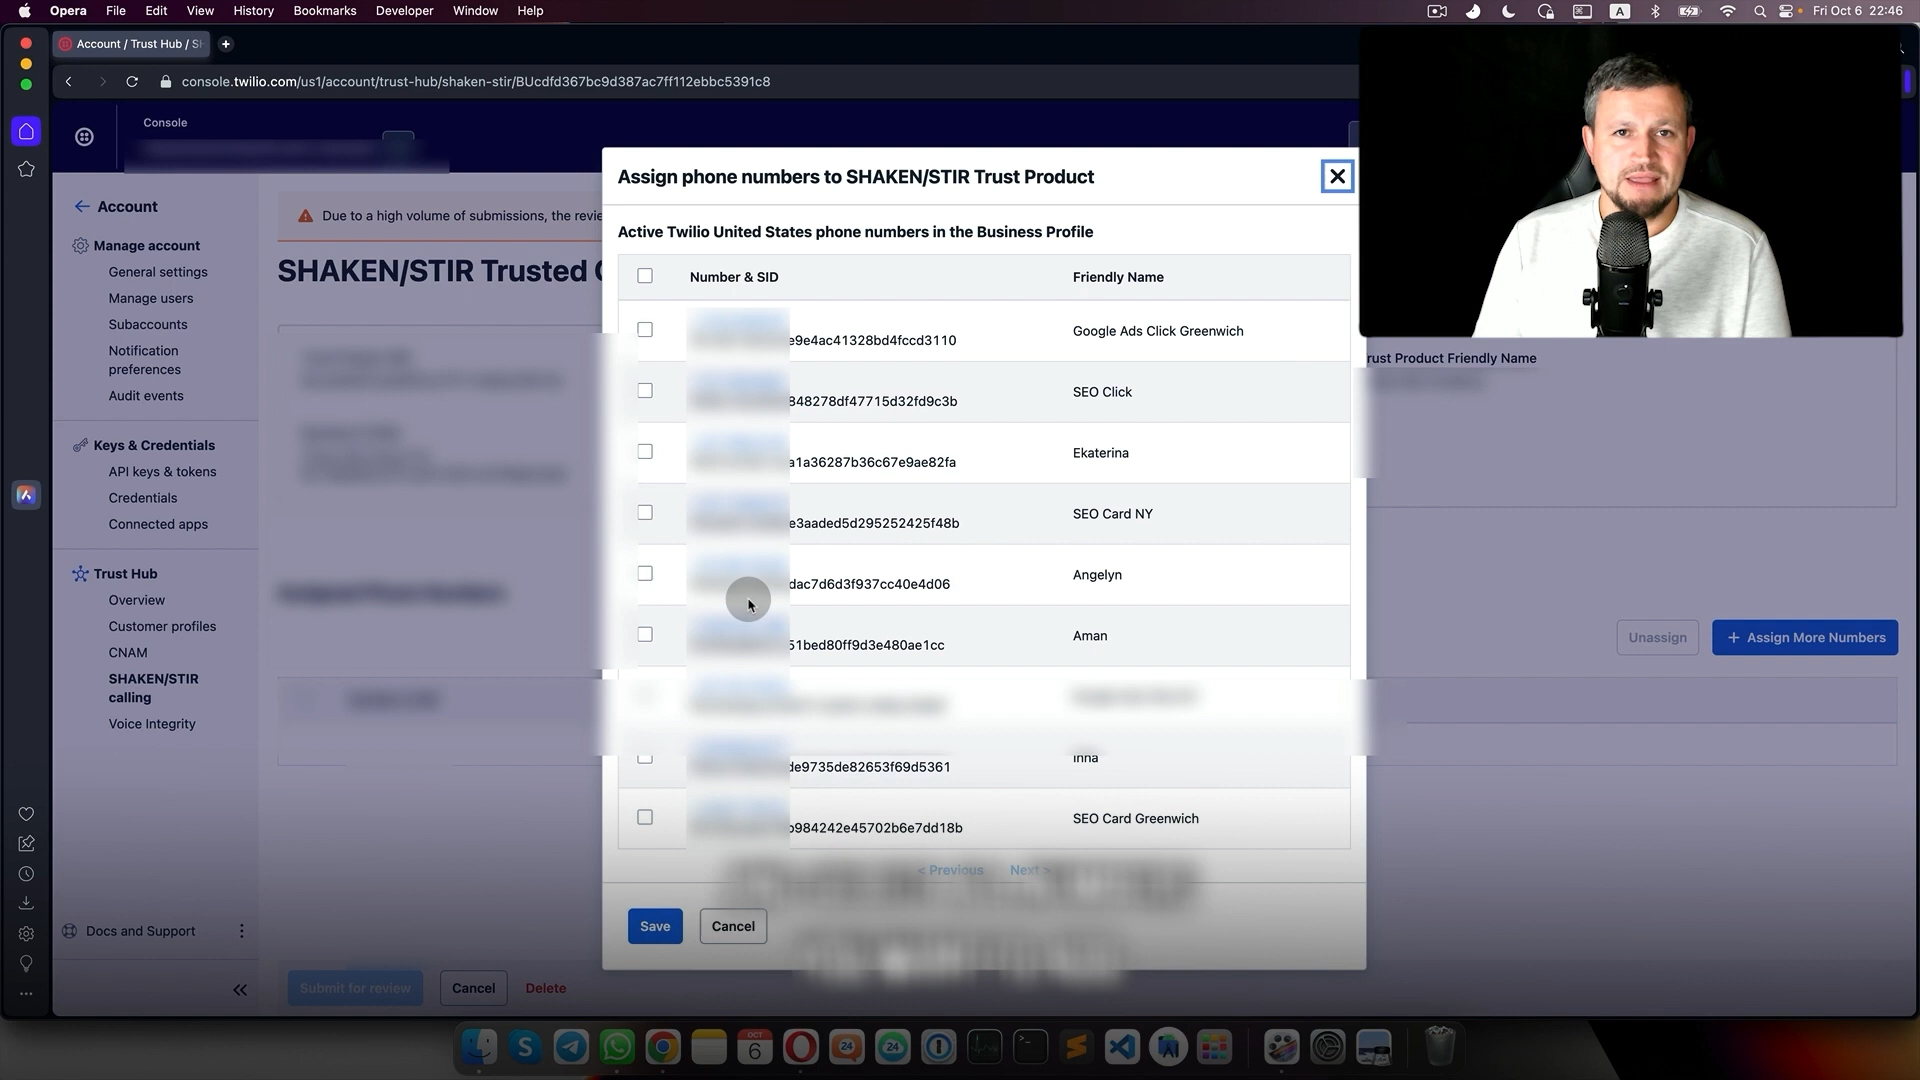 Opera File Edit View History Bookmarks Developer Window Help
A
Fri Oct 6 22:46
Account / Trust Hub / S
console.twilio.com/us1/account/trust-hub/shaken-stir/BUcdfd367bc9d387ac7ff112ebbc5391c8
Console
Account
Manage account
General settings
Manage users
Subaccounts
Notification
preferences
Audit events
Keys & Credentials
API keys & tokens
Credentials
Connected apps
Trust Hub
Overview
Customer profiles
CNAM
SHAKEN/STIR
calling
Voice Integrity
Docs and Support
Due to a high volume of submissions, the revie
SHAKEN/STIR Trusted
rust Product Friendly Name
Unassign
+ Assign More Numbers
Submit for review
Cancel
Delete
Assign phone numbers to SHAKEN/STIR Trust Product
Active Twilio United States phone numbers in the Business Profile
Number & SID Friendly Name
e9e4ac41328bd4fccd3110 Google Ads Click Greenwich
848278df47715d32fd9c3b SEO Click
a1a36287b36c67e9ae82fa Ekaterina
e3aaded5d295252425f48b SEO Card NY
dac7d6d3f937cc40e4d06 Angelyn
51bed80ff9d3e480ae1cc Aman
de9735de82653f69d5361 Inna
984242e45702b6e7dd18b SEO Card Greenwich
< Previous Next >
Save
Cancel
OCT
6
24
24